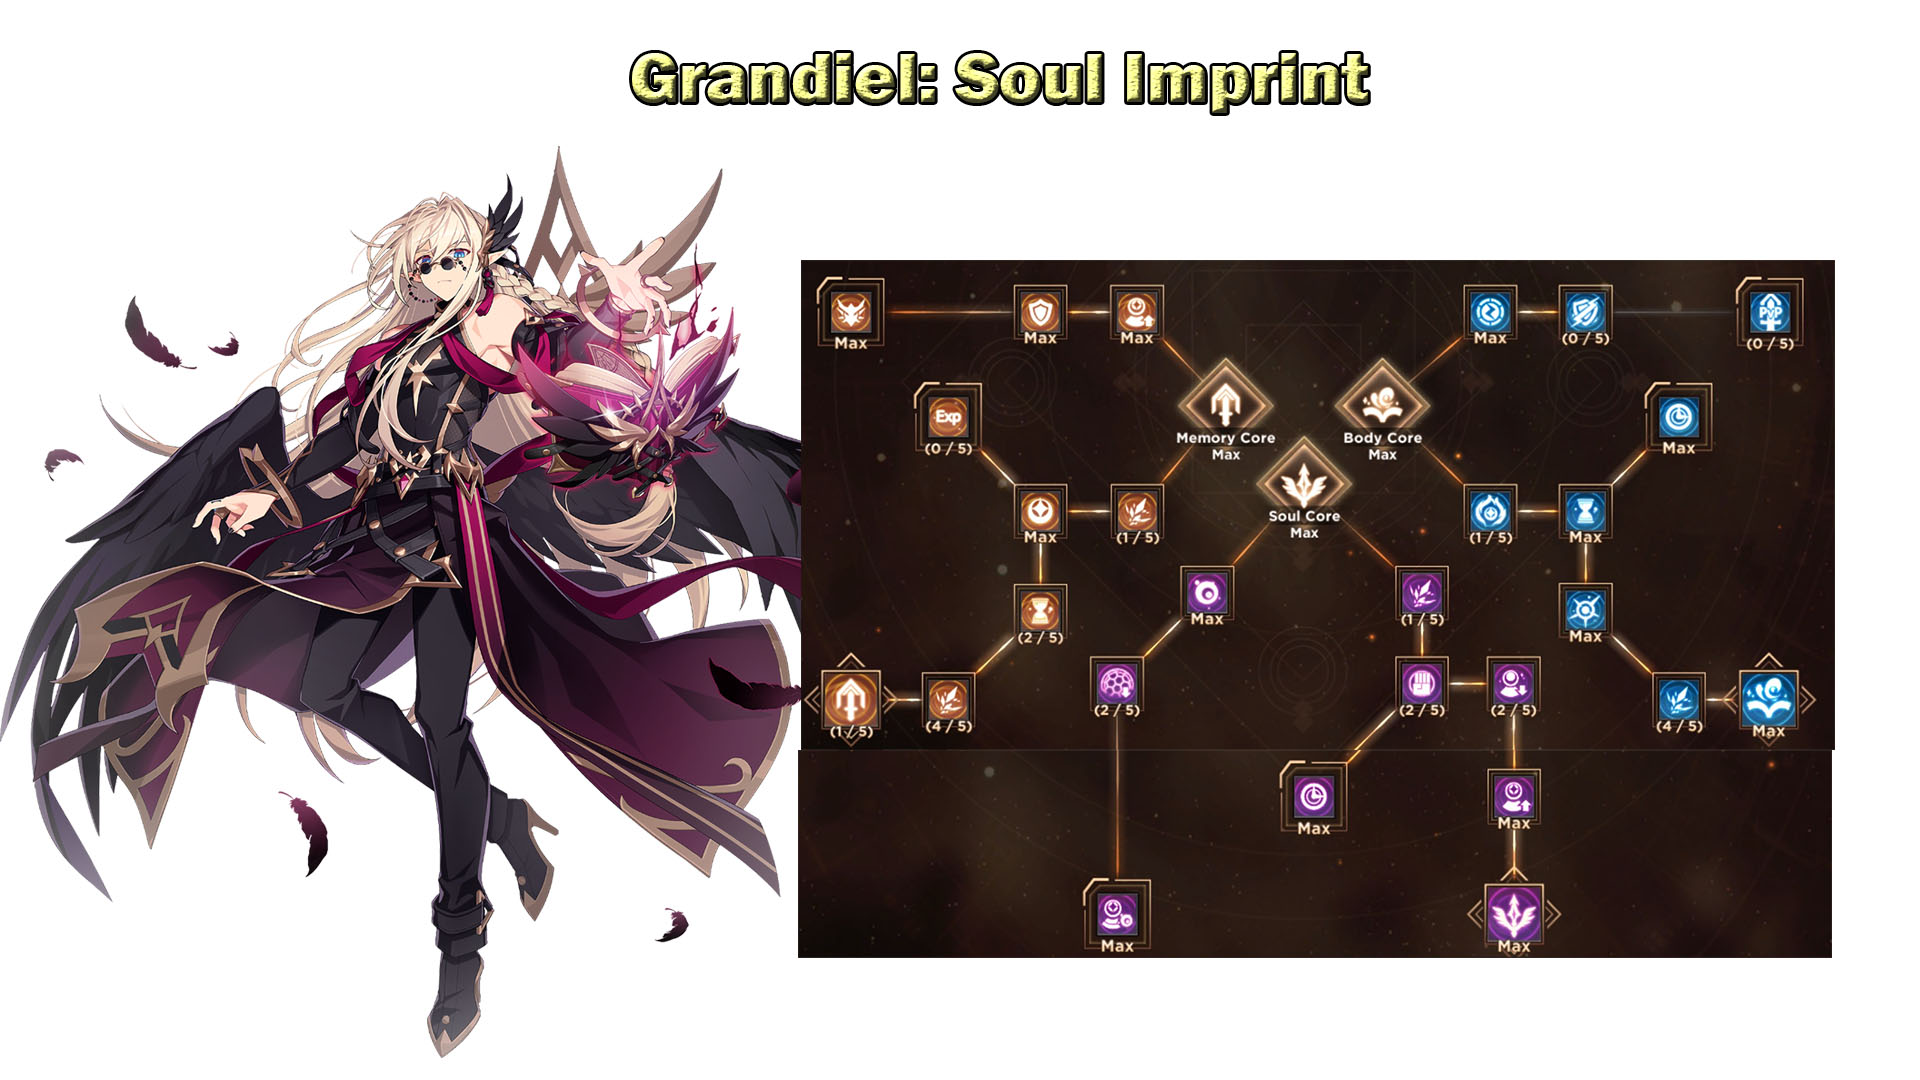 Grandiel: Soul Imprint
Max
Max
Max
Max
(0 / 5)
PvP
(0 / 5)
Exp
(0 / 5)
Memory Core
Max
Body Core
Max
Max
Soul Core
Max
Max
(1 / 5)
(1 / 5)
Max
(2 / 5)
Max
(1 / 5)
Max
(1 / 5)
(4 / 5)
(2 / 5)
(2 / 5)
(2 / 5)
(4 / 5)
Max
Max
Max
Max
Max